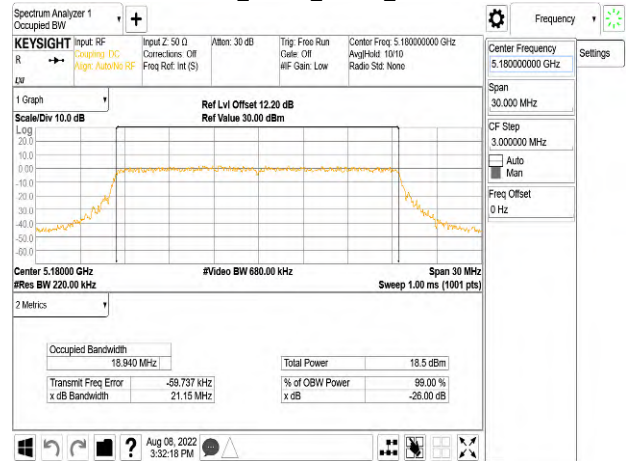 Spectrum Analyzer 1
Occupied BW
Frequency
KEYSIGHT
R
Input: RF
Coupling: DC
Align: Auto/No RF
Input Z: 50 Ω
Corrections: Off
Freq Ref: Int (S)
Atten: 30 dB
Trig: Free Run
Gate: Off
#IF Gain: Low
Center Freq: 5.180000000 GHz
Avg|Hold: 10/10
Radio Std: None
Center Frequency
5.180000000 GHz
Settings
Span
30.000 MHz
CF Step
3.000000 MHz
Auto
Man
Freq Offset
0 Hz
1 Graph
Scale/Div 10.0 dB
Ref Lvl Offset 12.20 dB
Ref Value 30.00 dBm
Log
20.0
10.0
0.00
-10.0
-20.0
-30.0
-40.0
-50.0
-60.0
Center 5.18000 GHz
#Res BW 220.00 kHz
#Video BW 680.00 kHz
Span 30 MHz
Sweep 1.00 ms (1001 pts)
2 Metrics
Occupied Bandwidth
18.940 MHz
Total Power 18.5 dBm
Transmit Freq Error -59.737 kHz
% of OBW Power 99.00 %
x dB Bandwidth 21.15 MHz
x dB -26.00 dB
?
Aug 08, 2022
3:32:18 PM